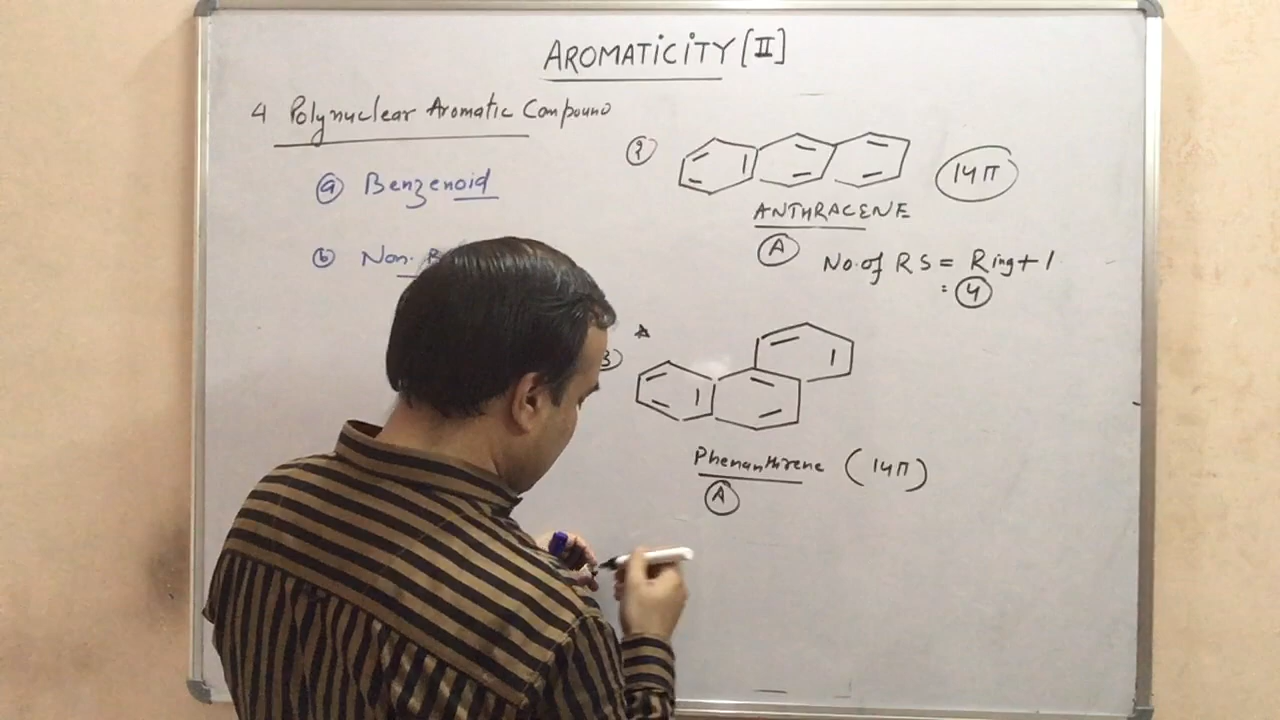 AROMATICITY [II]
4 Polynuclear Aromatic Compound
(a) Benzenoid
(b) Non.
2
14π
ANTHRACENE
(A)
No. of RS = Ring + 1
= (4)
3)
Phenanthrene (14π)
(A)